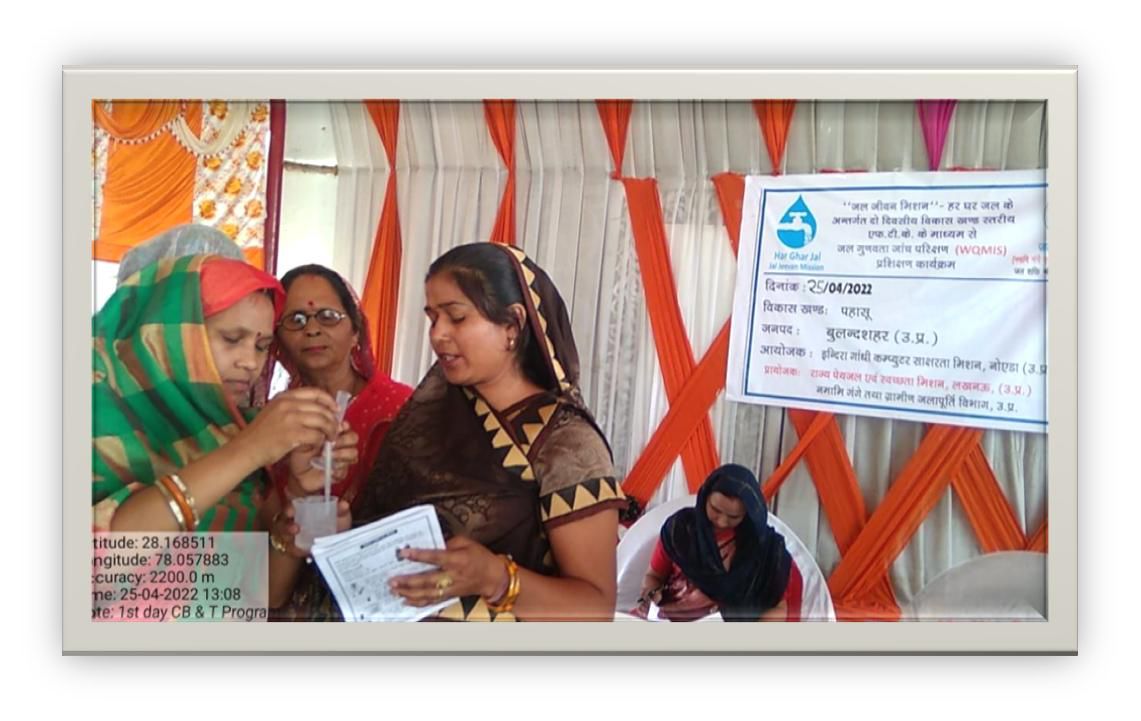 ''जल जीवन मिशन''- हर घर जल के
अन्तर्गत दो दिवसीय विकास खण्ड स्तरीय
एफ.टी.के. के माध्यम से
जल गुणवता जांच परिक्षण (WQMIS)
प्रशिक्षण कार्यक्रम
Har Ghar Jal
Jal Jeevan Mission
दिनांक : 25/04/2022
विकास खण्ड: पहासू
जनपद : बुलन्दशहर (उ.प्र.)
आयोजक : इन्दिरा गांधी कम्प्यूटर साक्षरता मिशन, नोएडा (उ.प्र
प्रायोजक: राज्य पेयजल एवं स्वच्छता मिशन, लखनऊ, (उ.प्र.)
नमामि गंगे तथा ग्रामीण जलापूर्ति विभाग, उ.प्र.
titude: 28.168511
ongitude: 78.057883
ccuracy: 2200.0 m
me: 25-04-2022 13:08
ote: 1st day CB & T Program